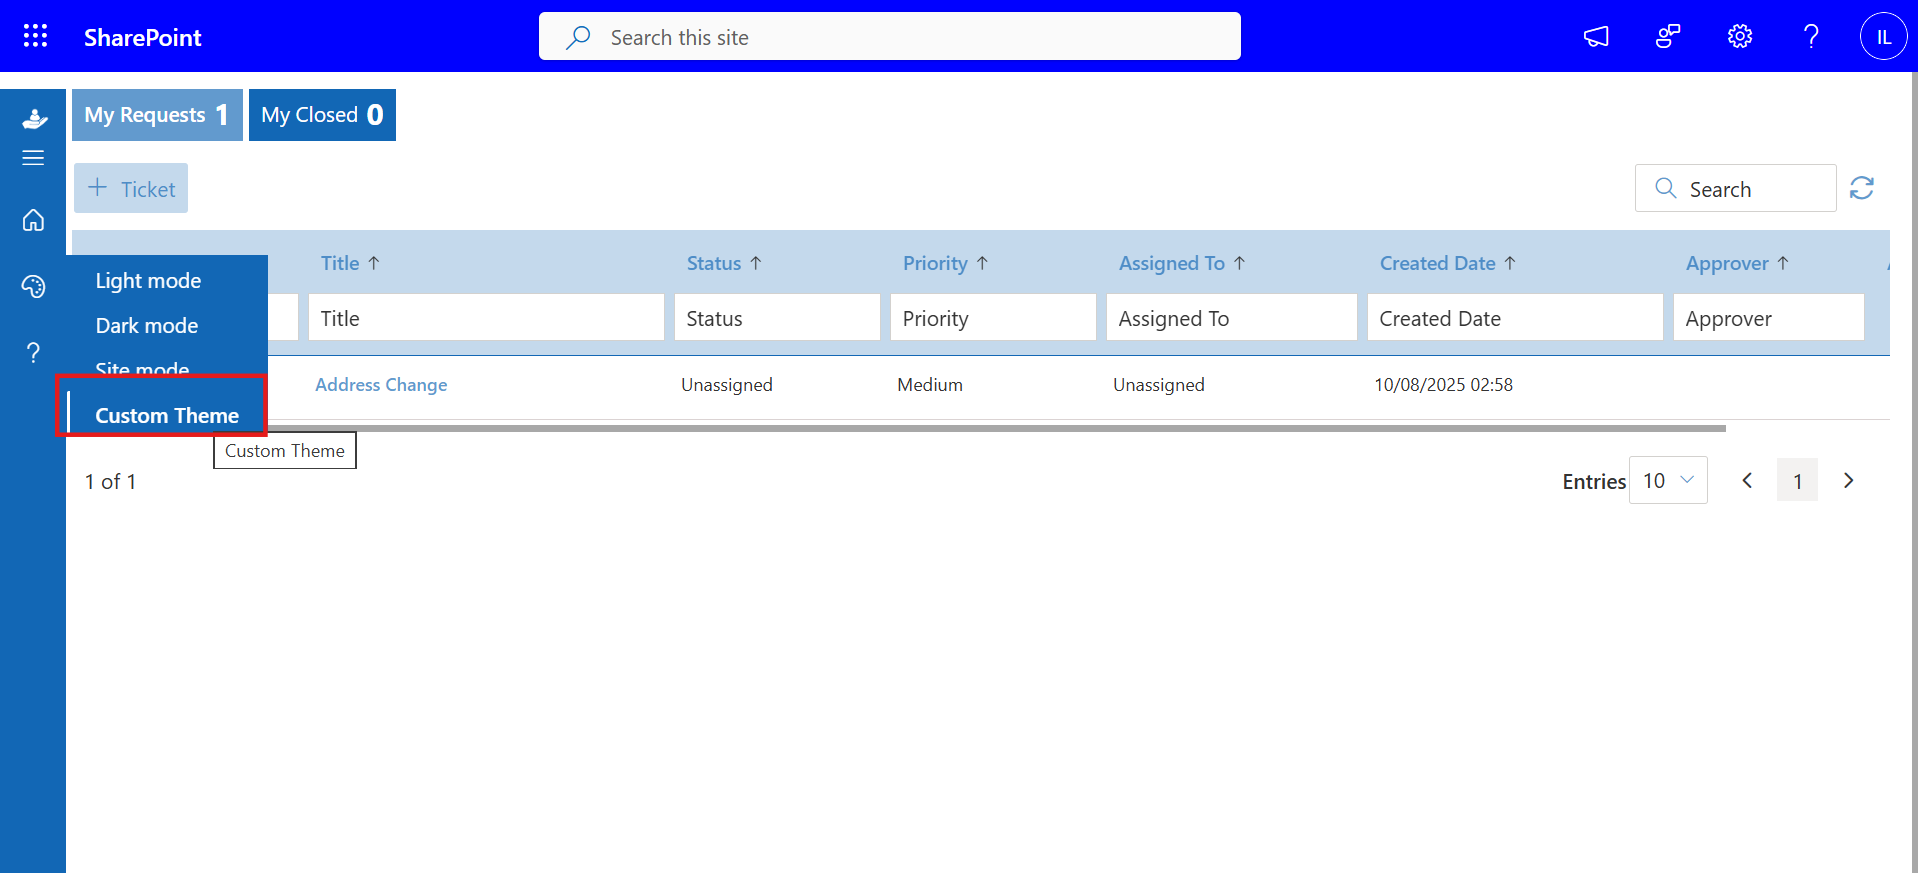 SharePoint
Search this site
IL
My Requests 1
My Closed 0
Ticket
Search
Title
Status
Priority
Assigned To
Created Date
Approver
Title
Status
Priority
Assigned To
Created Date
Approver
Light mode
Dark mode
Site mode
Custom Theme
Address Change
Unassigned
Medium
Unassigned
10/08/2025 02:58
Custom Theme
1 of 1
Entries
10
1